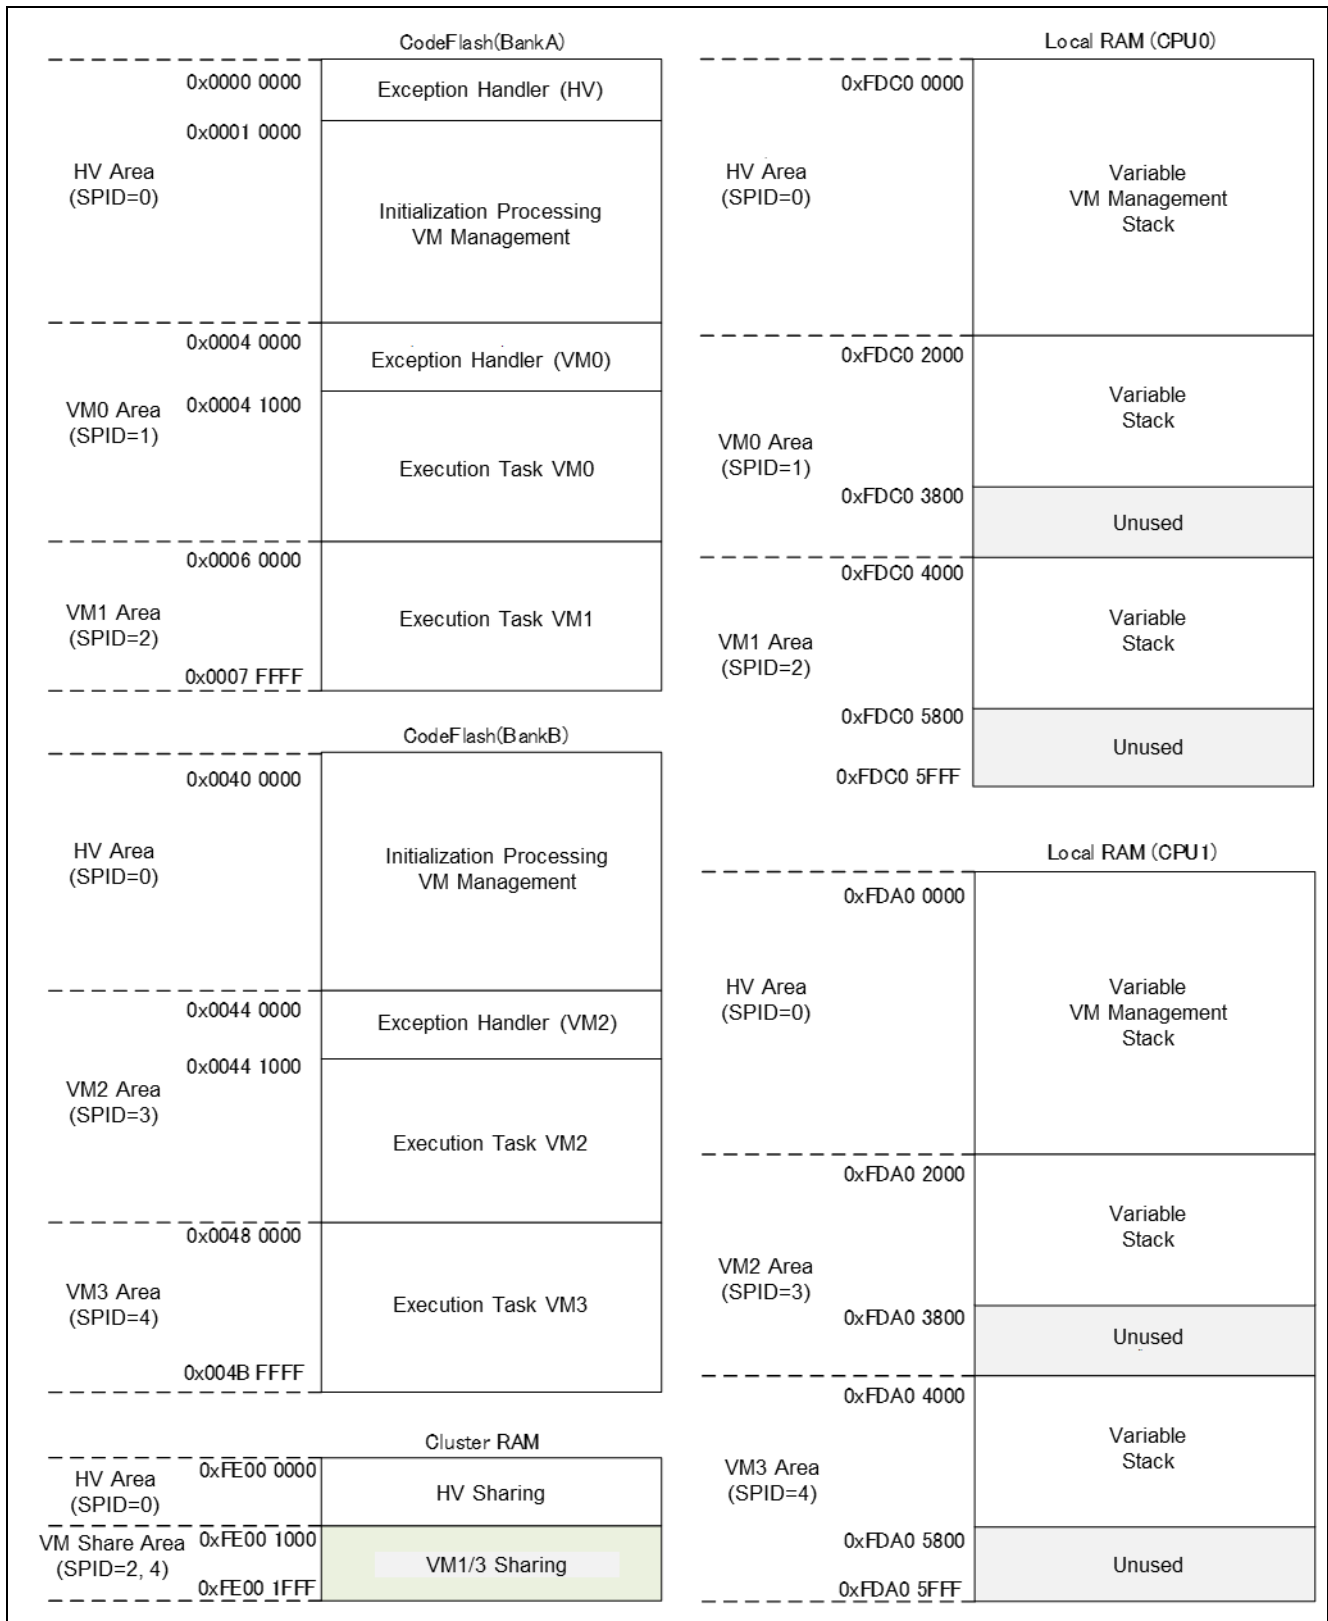 CodeFlash(BankA)
0x0000 0000
Exception Handler (HV)
0x0001 0000
HV Area
(SPID=0)
Initialization Processing
VM Management
0x0004 0000
Exception Handler (VM0)
0x0004 1000
VM0 Area
(SPID=1)
Execution Task VM0
0x0006 0000
VM1 Area
(SPID=2)
Execution Task VM1
0x0007 FFFF
CodeFlash(BankB)
0x0040 0000
HV Area
(SPID=0)
Initialization Processing
VM Management
0x0044 0000
Exception Handler (VM2)
0x0044 1000
VM2 Area
(SPID=3)
Execution Task VM2
0x0048 0000
VM3 Area
(SPID=4)
Execution Task VM3
0x004B FFFF
Cluster RAM
0xFE00 0000
HV Area
(SPID=0)
HV Sharing
VM Share Area
(SPID=2, 4)
0xFE00 1000
VM1/3 Sharing
0xFE00 1FFF
Local RAM (CPU0)
0xFDC0 0000
HV Area
(SPID=0)
Variable
VM Management
Stack
0xFDC0 2000
Variable
Stack
VM0 Area
(SPID=1)
0xFDC0 3800
Unused
0xFDC0 4000
Variable
Stack
VM1 Area
(SPID=2)
0xFDC0 5800
Unused
0xFDC0 5FFF
Local RAM (CPU1)
0xFDA0 0000
HV Area
(SPID=0)
Variable
VM Management
Stack
0xFDA0 2000
Variable
Stack
VM2 Area
(SPID=3)
0xFDA0 3800
Unused
0xFDA0 4000
Variable
Stack
VM3 Area
(SPID=4)
0xFDA0 5800
Unused
0xFDA0 5FFF